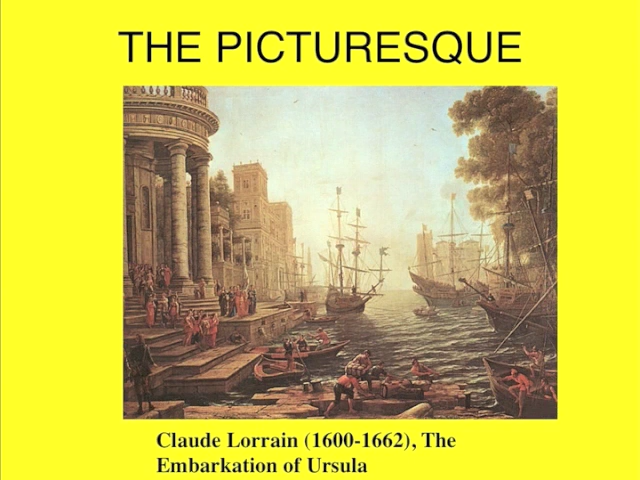 THE PICTURESQUE
Claude Lorrain (1600-1662), The
Embarkation of Ursula